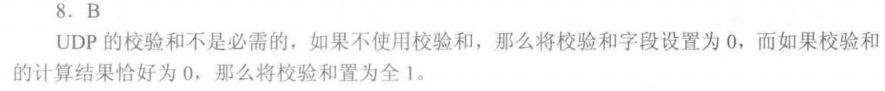 8．B
UDP 的校验和不是必需的，如果不使用校验和，那么将校验和字段设置为 0，而如果校验和
的计算结果恰好为 0，那么将校验和置为全 1。